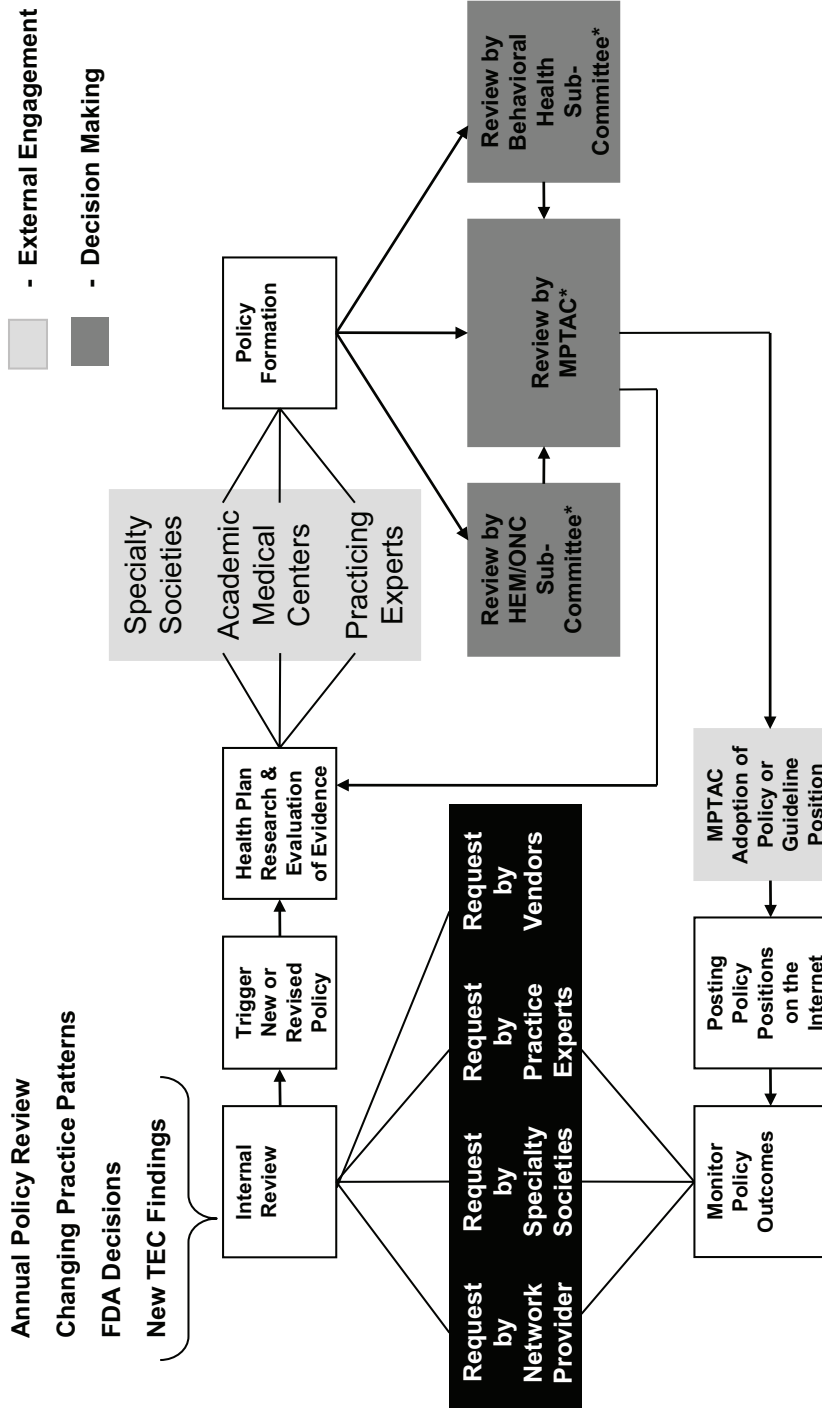 Annual Policy Review
Changing Practice Patterns
FDA Decisions
New TEC Findings
- External Engagement
- Decision Making
Internal
Review
Trigger
New or
Revised
Policy
Health Plan
Research &
Evaluation
of Evidence
Specialty
Societies
Academic
Medical
Centers
Practicing
Experts
Policy
Formation
Request
by
Network
Provider
Request
by
Specialty
Societies
Request
by
Practice
Experts
Request
by
Vendors
Review by
HEM/ONC
Sub-
Committee*
Review by
MPTAC*
Review by
Behavioral
Health
Sub-
Committee*
Monitor
Policy
Outcomes
Posting
Policy
Positions
on the
Internet
MPTAC
Adoption of
Policy or
Guideline
Position